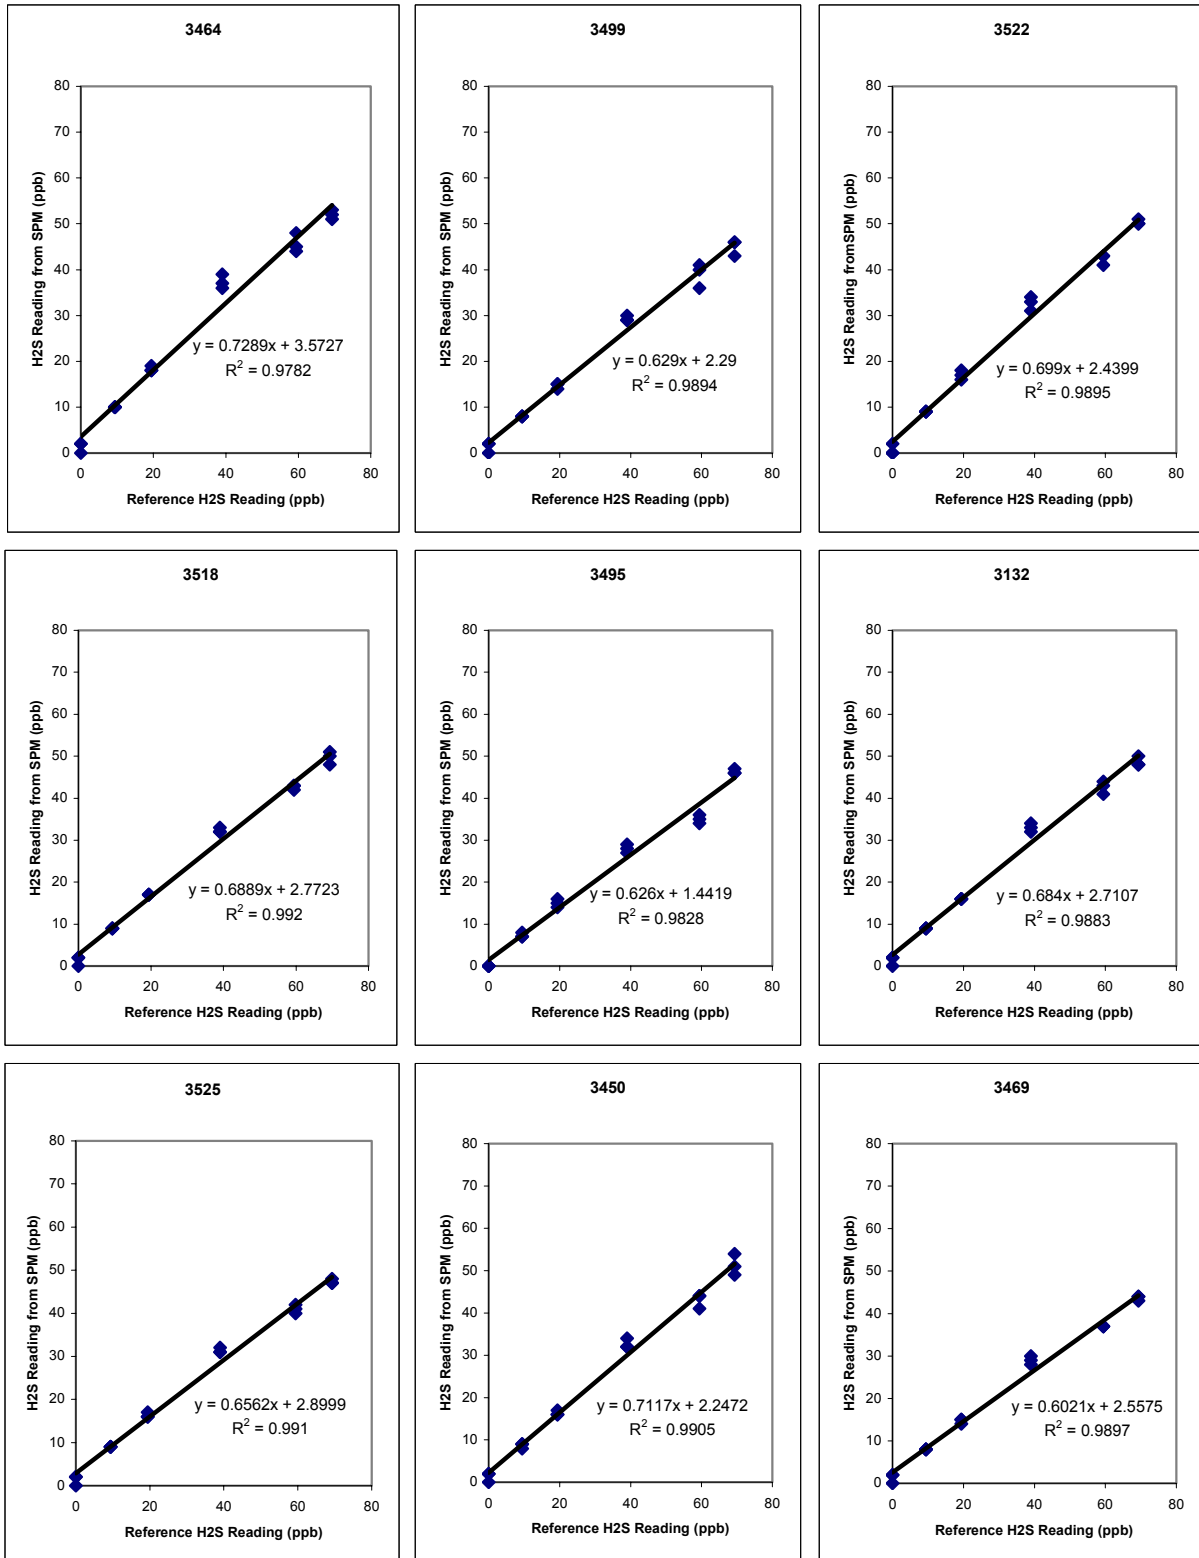 3464
80
70
60
50
40
30
20
10
0
H2S Reading from SPM (ppb)
y = 0.7289x + 3.5727
R² = 0.9782
0 20 40 60 80
Reference H2S Reading (ppb)
3499
80
70
60
50
40
30
20
10
0
H2S Reading from SPM (ppb)
y = 0.629x + 2.29
R² = 0.9894
0 20 40 60 80
Reference H2S Reading (ppb)
3522
80
70
60
50
40
30
20
10
0
H2S Reading fromSPM (ppb)
y = 0.699x + 2.4399
R² = 0.9895
0 20 40 60 80
Reference H2S Reading (ppb)
3518
80
70
60
50
40
30
20
10
0
H2S Reading from SPM (ppb)
y = 0.6889x + 2.7723
R² = 0.992
0 20 40 60 80
Reference H2S Reading (ppb)
3495
80
70
60
50
40
30
20
10
0
H2S Reading from SPM (ppb)
y = 0.626x + 1.4419
R² = 0.9828
0 20 40 60 80
Reference H2S Reading (ppb)
3132
80
70
60
50
40
30
20
10
0
H2S Reading from SPM (ppb)
y = 0.684x + 2.7107
R² = 0.9883
0 20 40 60 80
Reference H2S Reading (ppb)
3525
80
70
60
50
40
30
20
10
0
H2S Reading from SPM (ppb)
y = 0.6562x + 2.8999
R² = 0.991
0 20 40 60 80
Reference H2S Reading (ppb)
3450
80
70
60
50
40
30
20
10
0
H2S Reading from SPM (ppb)
y = 0.7117x + 2.2472
R² = 0.9905
0 20 40 60 80
Reference H2S Reading (ppb)
3469
80
70
60
50
40
30
20
10
0
H2S Reading from SPM (ppb)
y = 0.6021x + 2.5575
R² = 0.9897
0 20 40 60 80
Reference H2S Reading (ppb)